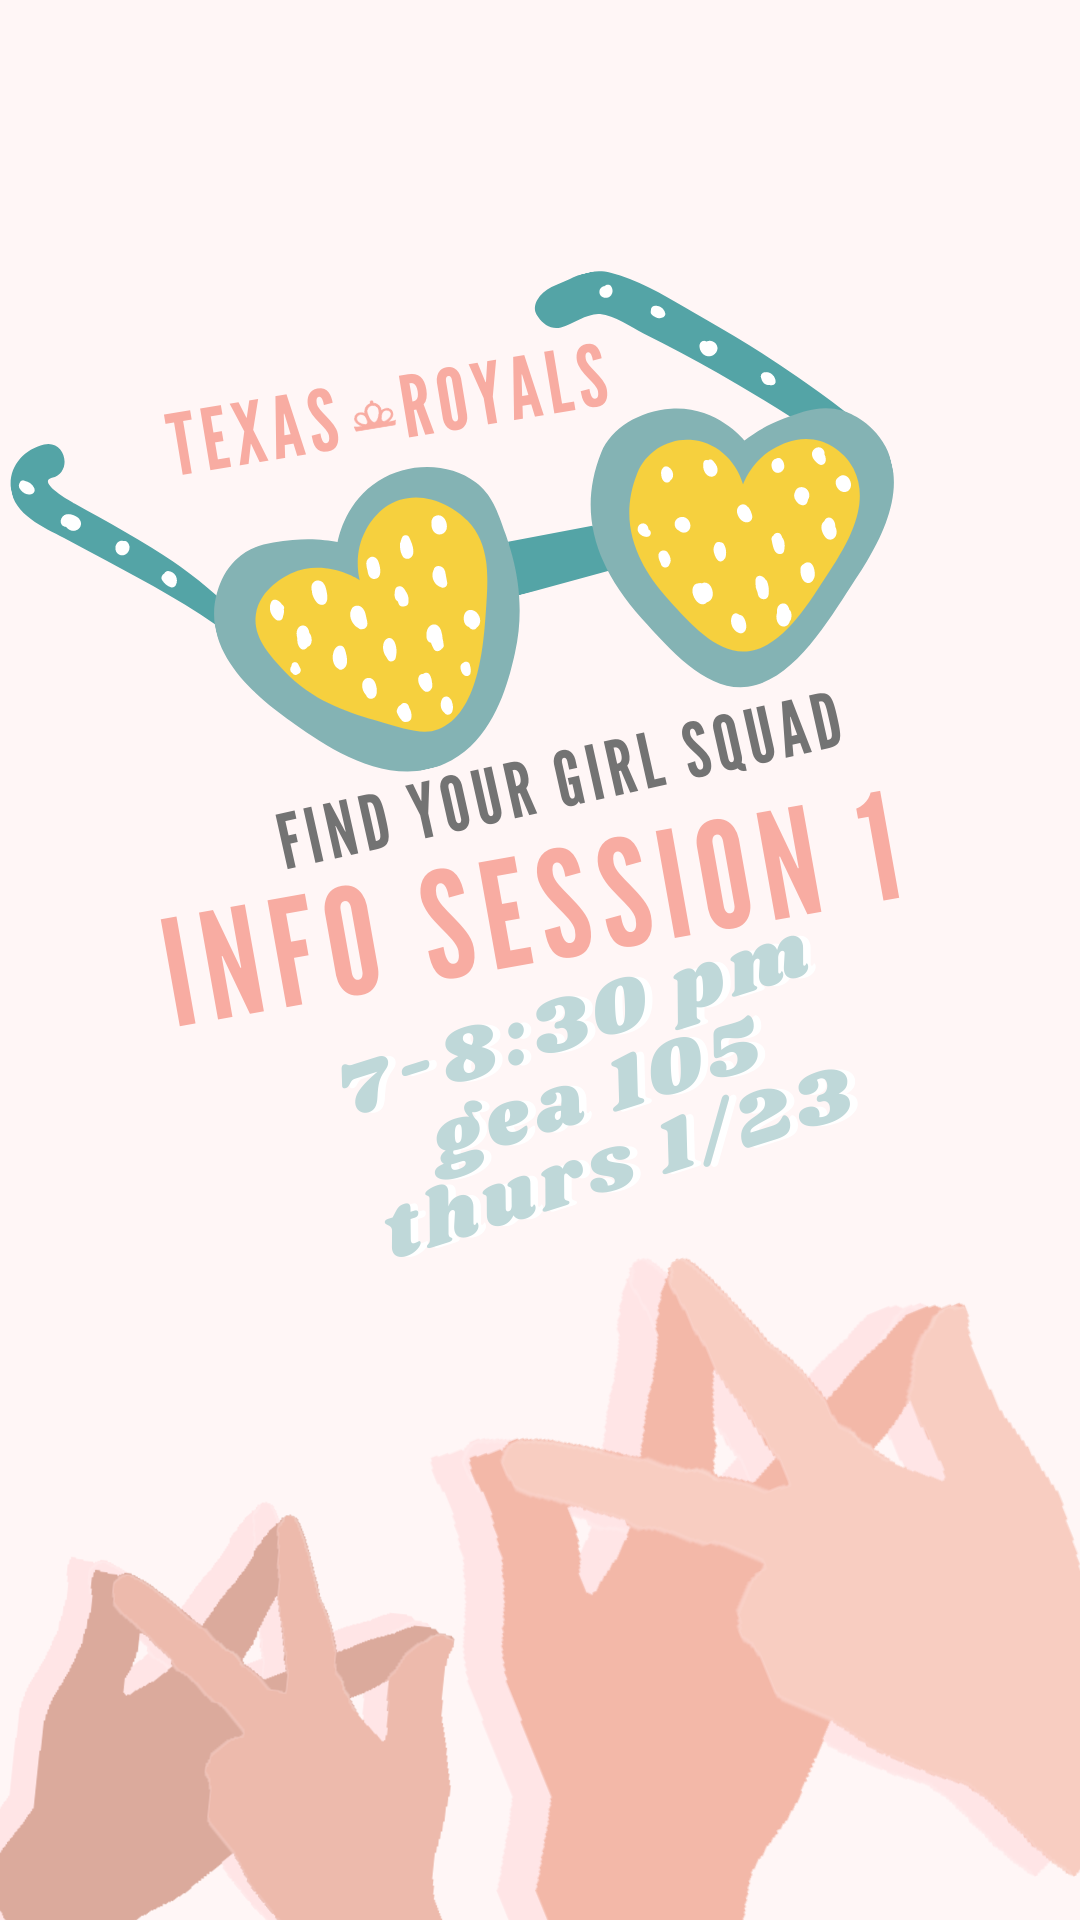 TEXAS ROYALS
FIND YOUR GIRL SQUAD
INFO SESSION 1
7-8:30 pm
gea 105
thurs 1/23